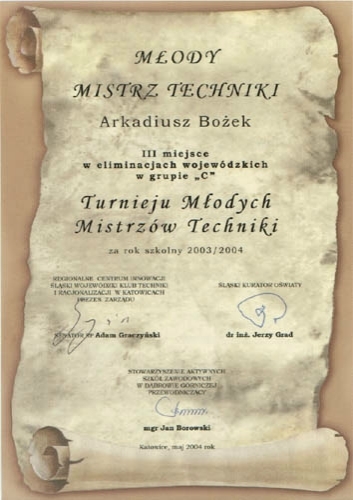 MŁODY
MISTRZ TECHNIKI
Arkadiusz Bożek
III miejsce
w eliminacjach wojewódzkich
w grupie „C”
Turnieju Młodych
Mistrzów Techniki
za rok szkolny 2003/2004
REGIONALNE CENTRUM INNOWACJI
ŚLĄSKI WOJEWÓDZKI KLUB TECHNIKI
I RACJONALIZACJI W KATOWICACH
PREZES ZARZĄDU
SENATOR Adam Graczyński
ŚLĄSKI KURATOR OŚWIATY
dr inż. Jerzy Grad
STOWARZYSZENIE AKTYWNYCH
SZKÓŁ ZAWODOWYCH
W DĄBROWIE GÓRNICZEJ
PRZEWODNICZĄCY
mgr Jan Borowski
Katowice, maj 2004 rok